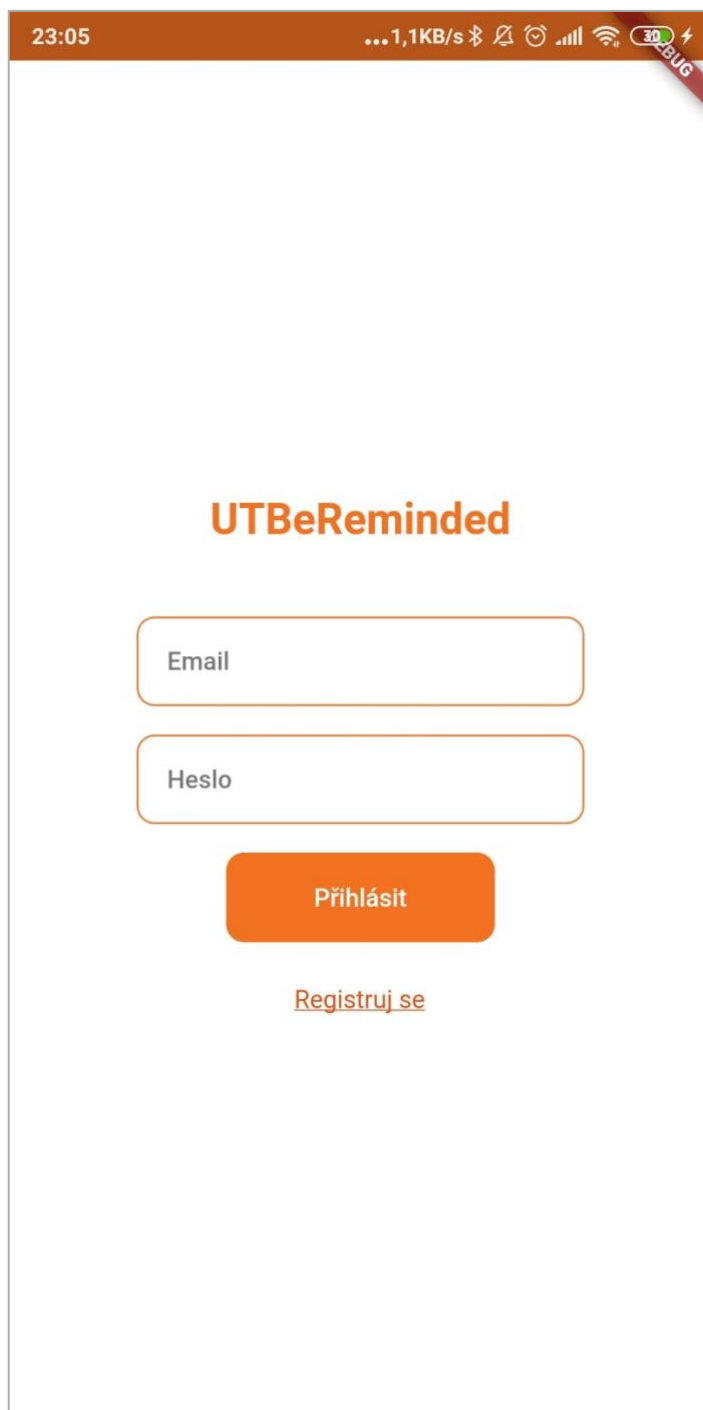 23:05 ...1,1KB/s 30
DEBUG
UTBeReminded
Email
Heslo
Přihlásit
Registruj se